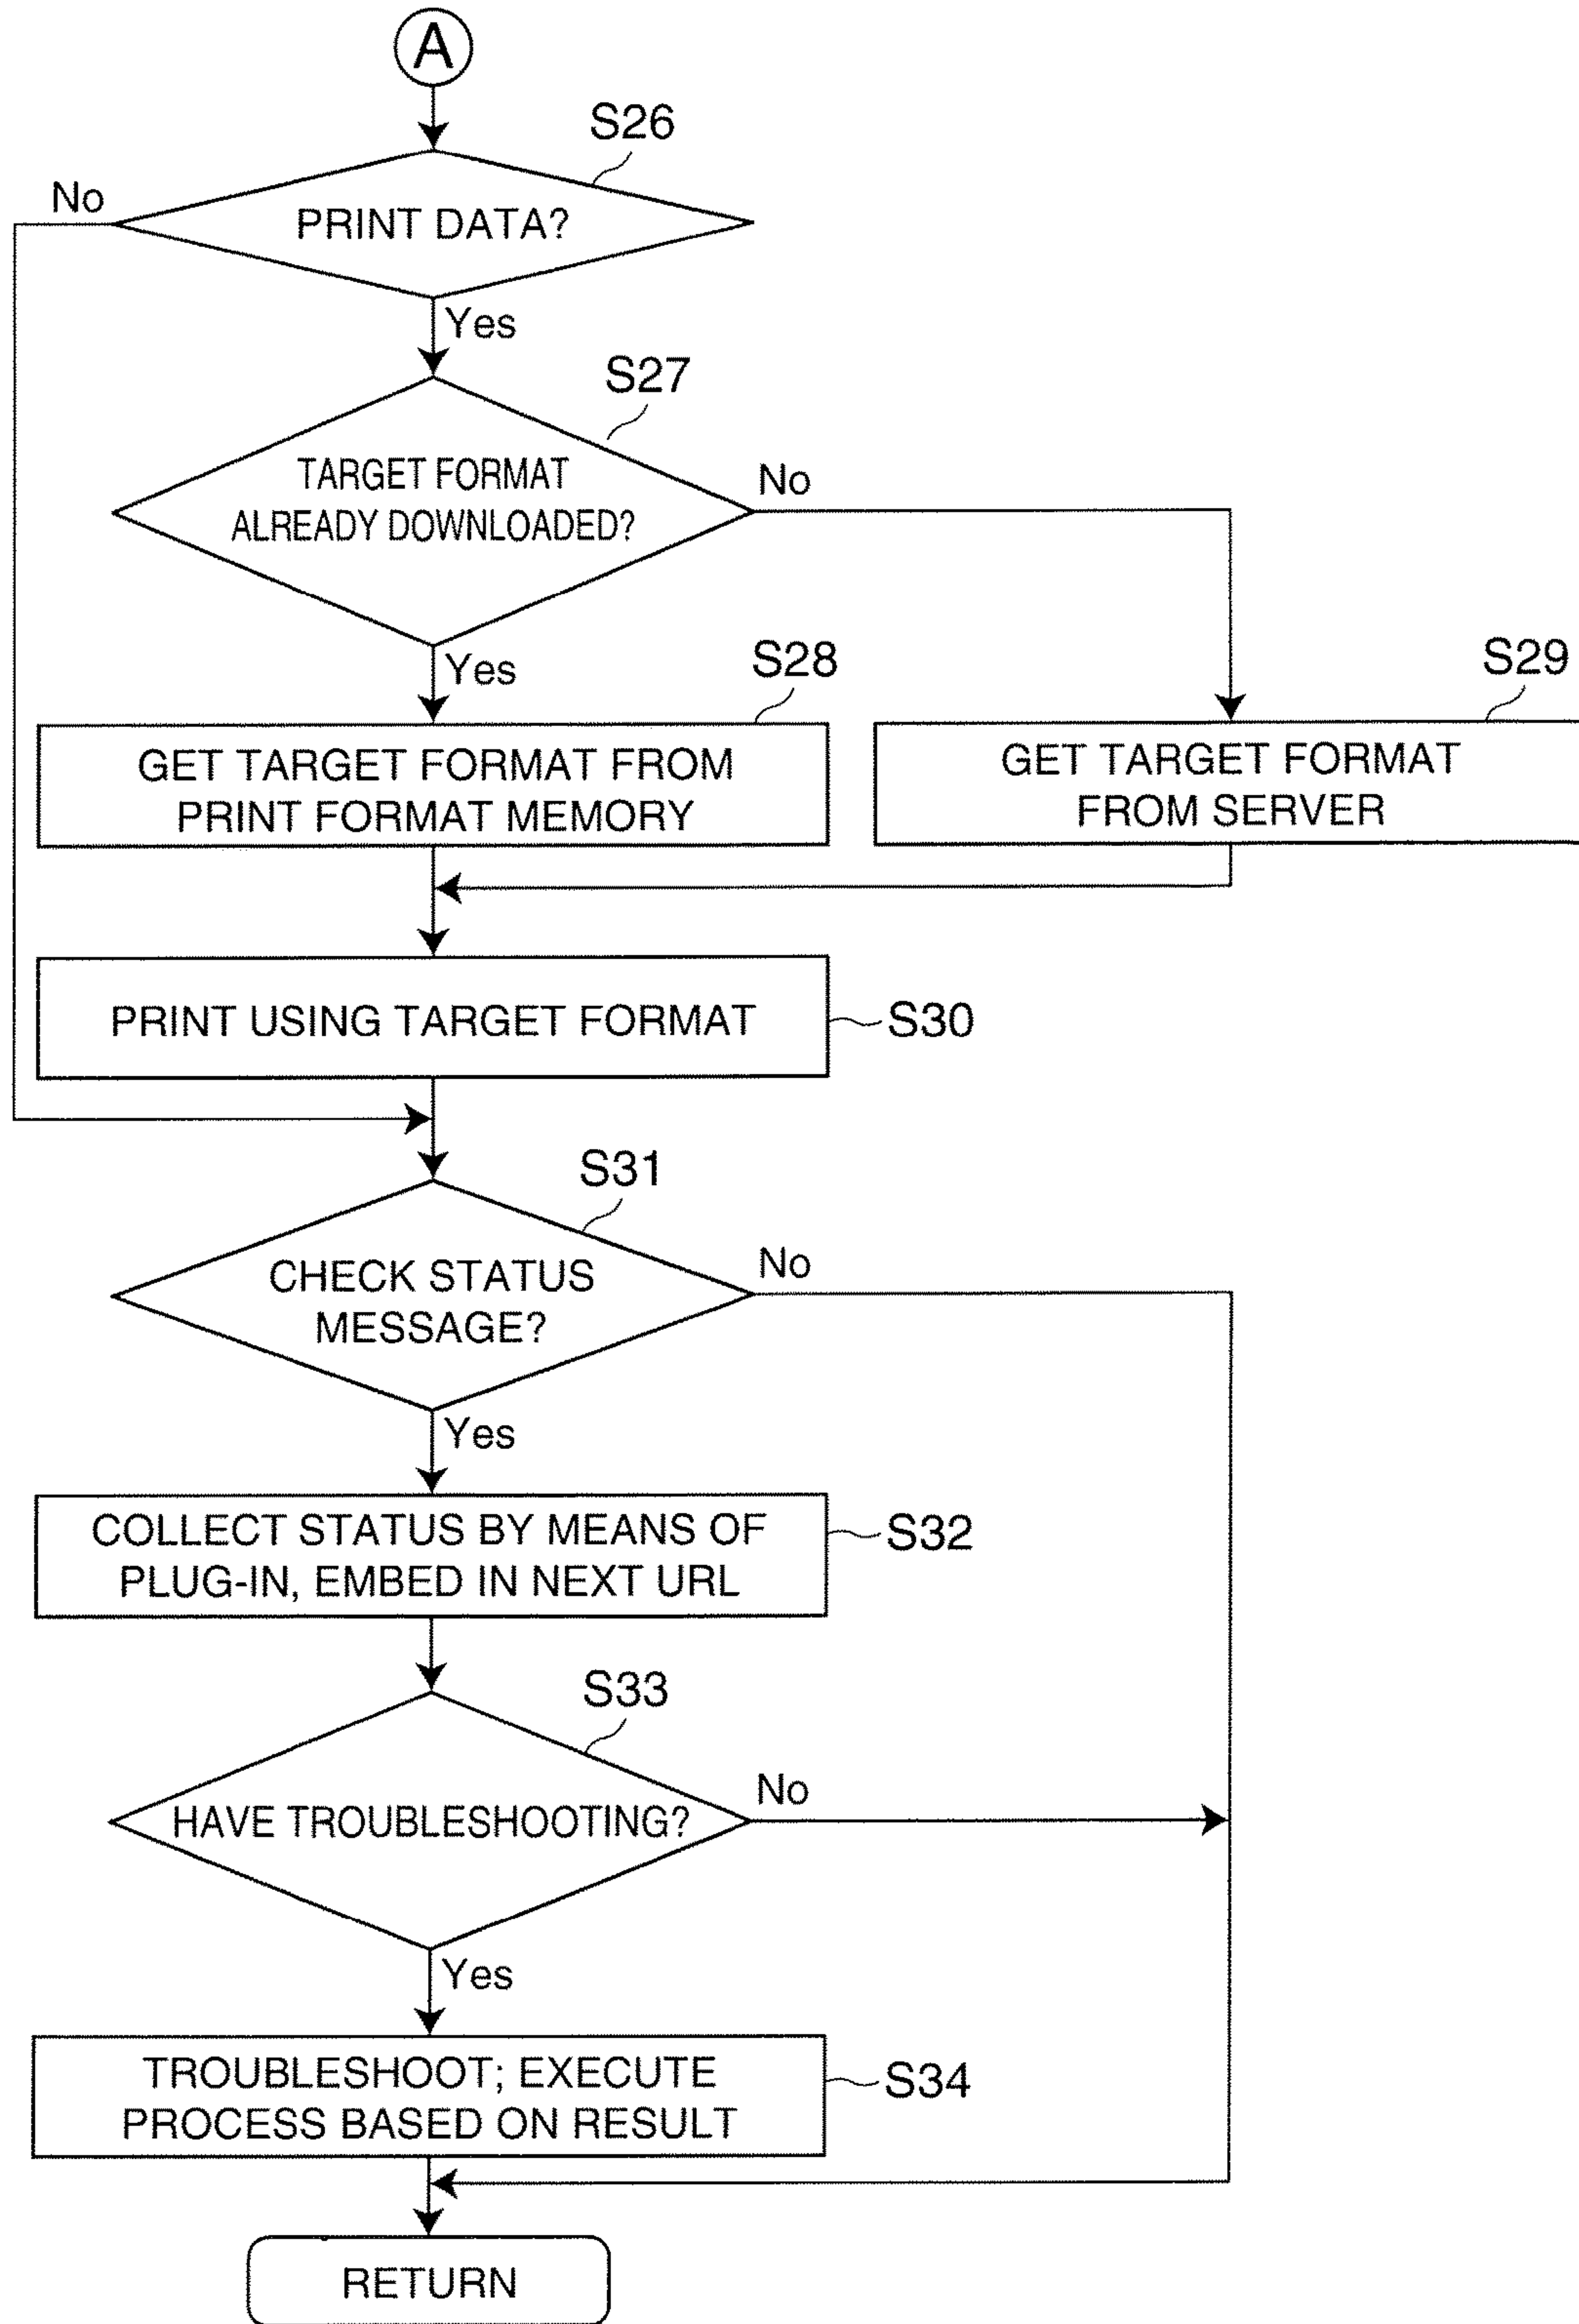 A
S26
No
PRINT DATA?
Yes
S27
TARGET FORMAT
ALREADY DOWNLOADED?
No
Yes
S28
S29
GET TARGET FORMAT FROM
PRINT FORMAT MEMORY
GET TARGET FORMAT
FROM SERVER
PRINT USING TARGET FORMAT
S30
S31
CHECK STATUS
MESSAGE?
No
Yes
COLLECT STATUS BY MEANS OF
PLUG-IN, EMBED IN NEXT URL
S32
S33
HAVE TROUBLESHOOTING?
No
Yes
TROUBLESHOOT; EXECUTE
PROCESS BASED ON RESULT
S34
RETURN